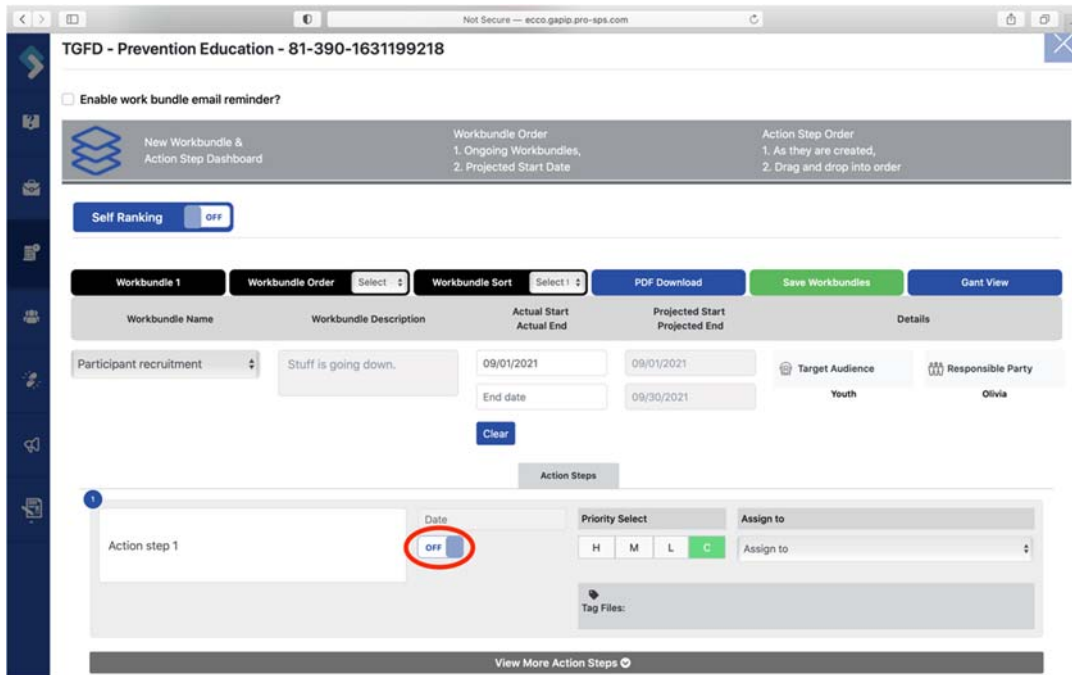 Not Secure — ecco.gapip.pro-sps.com
TGFD - Prevention Education - 81-390-1631199218
Enable work bundle email reminder?
New Workbundle &
Action Step Dashboard
Workbundle Order
1. Ongoing Workbundles,
2. Projected Start Date
Action Step Order
1. As they are created,
2. Drag and drop into order
Self Ranking OFF
Workbundle 1 Workbundle Order Select Workbundle Sort Select PDF Download Save Workbundles Gant View
Workbundle Name Workbundle Description Actual Start Projected Start Details
Actual End Projected End
Participant recruitment Stuff is going down. 09/01/2021 09/01/2021 Target Audience Responsible Party
End date 09/30/2021 Youth Olivia
Clear
Action Steps
1
Date Priority Select Assign to
Action step 1 OFF H M L C Assign to
Tag Files:
View More Action Steps